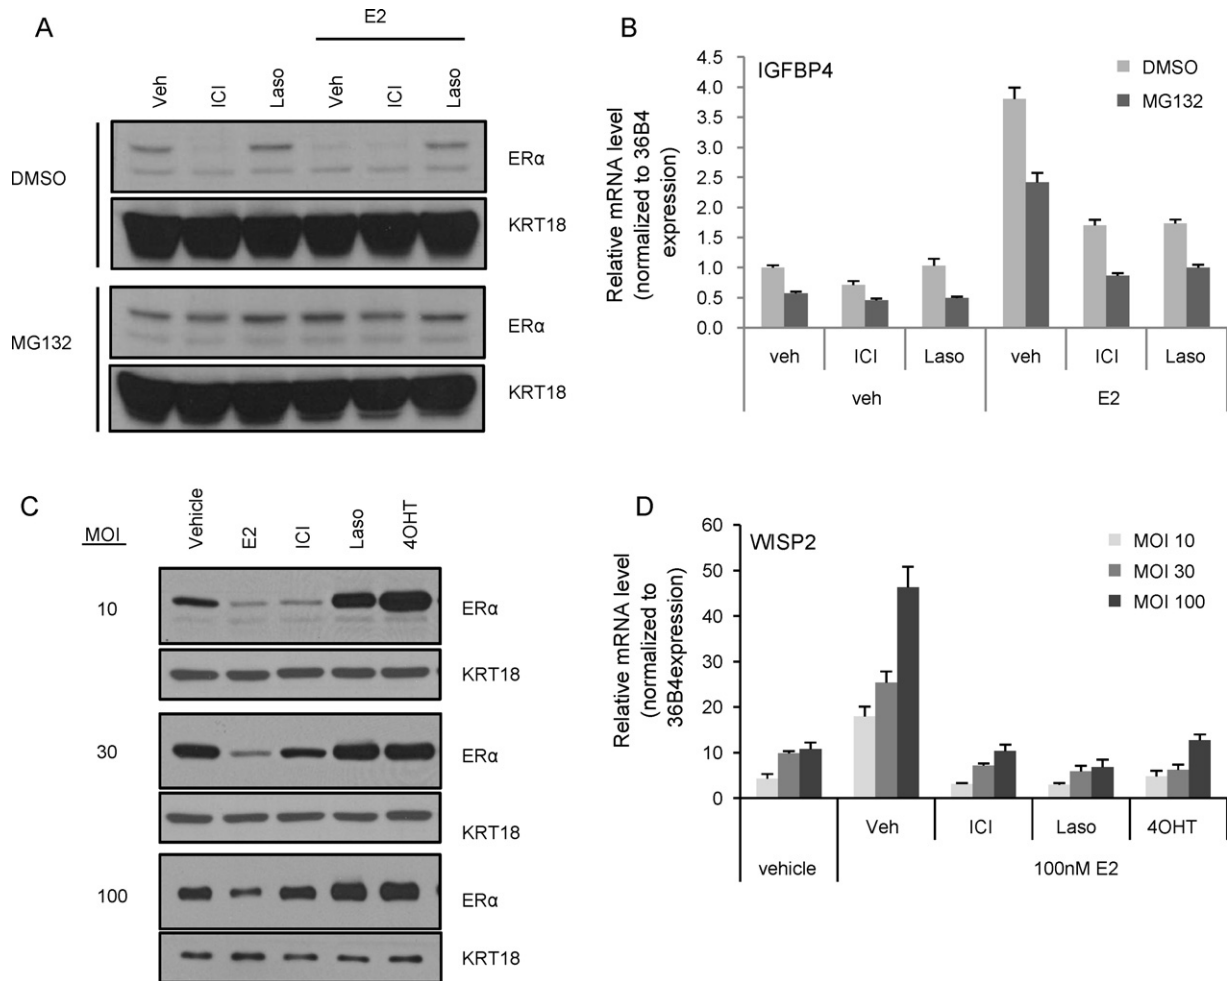 A
E2
Veh
ICI
Laso
Veh
ICI
Laso
DMSO
ERα
KRT18
MG132
ERα
KRT18
B
IGFBP4
DMSO
MG132
Relative mRNA level
(normalized to 36B4
expression)
4.5
4.0
3.5
3.0
2.5
2.0
1.5
1.0
0.5
0.0
veh ICI Laso veh ICI Laso
veh E2
C
MOI
Vehicle
E2
ICI
Laso
4OHT
10
ERα
KRT18
30
ERα
KRT18
100
ERα
KRT18
D
WISP2
MOI 10
MOI 30
MOI 100
Relative mRNA level
(normalized to
36B4expression)
60
50
40
30
20
10
0
Veh ICI Laso 4OHT
vehicle 100nM E2